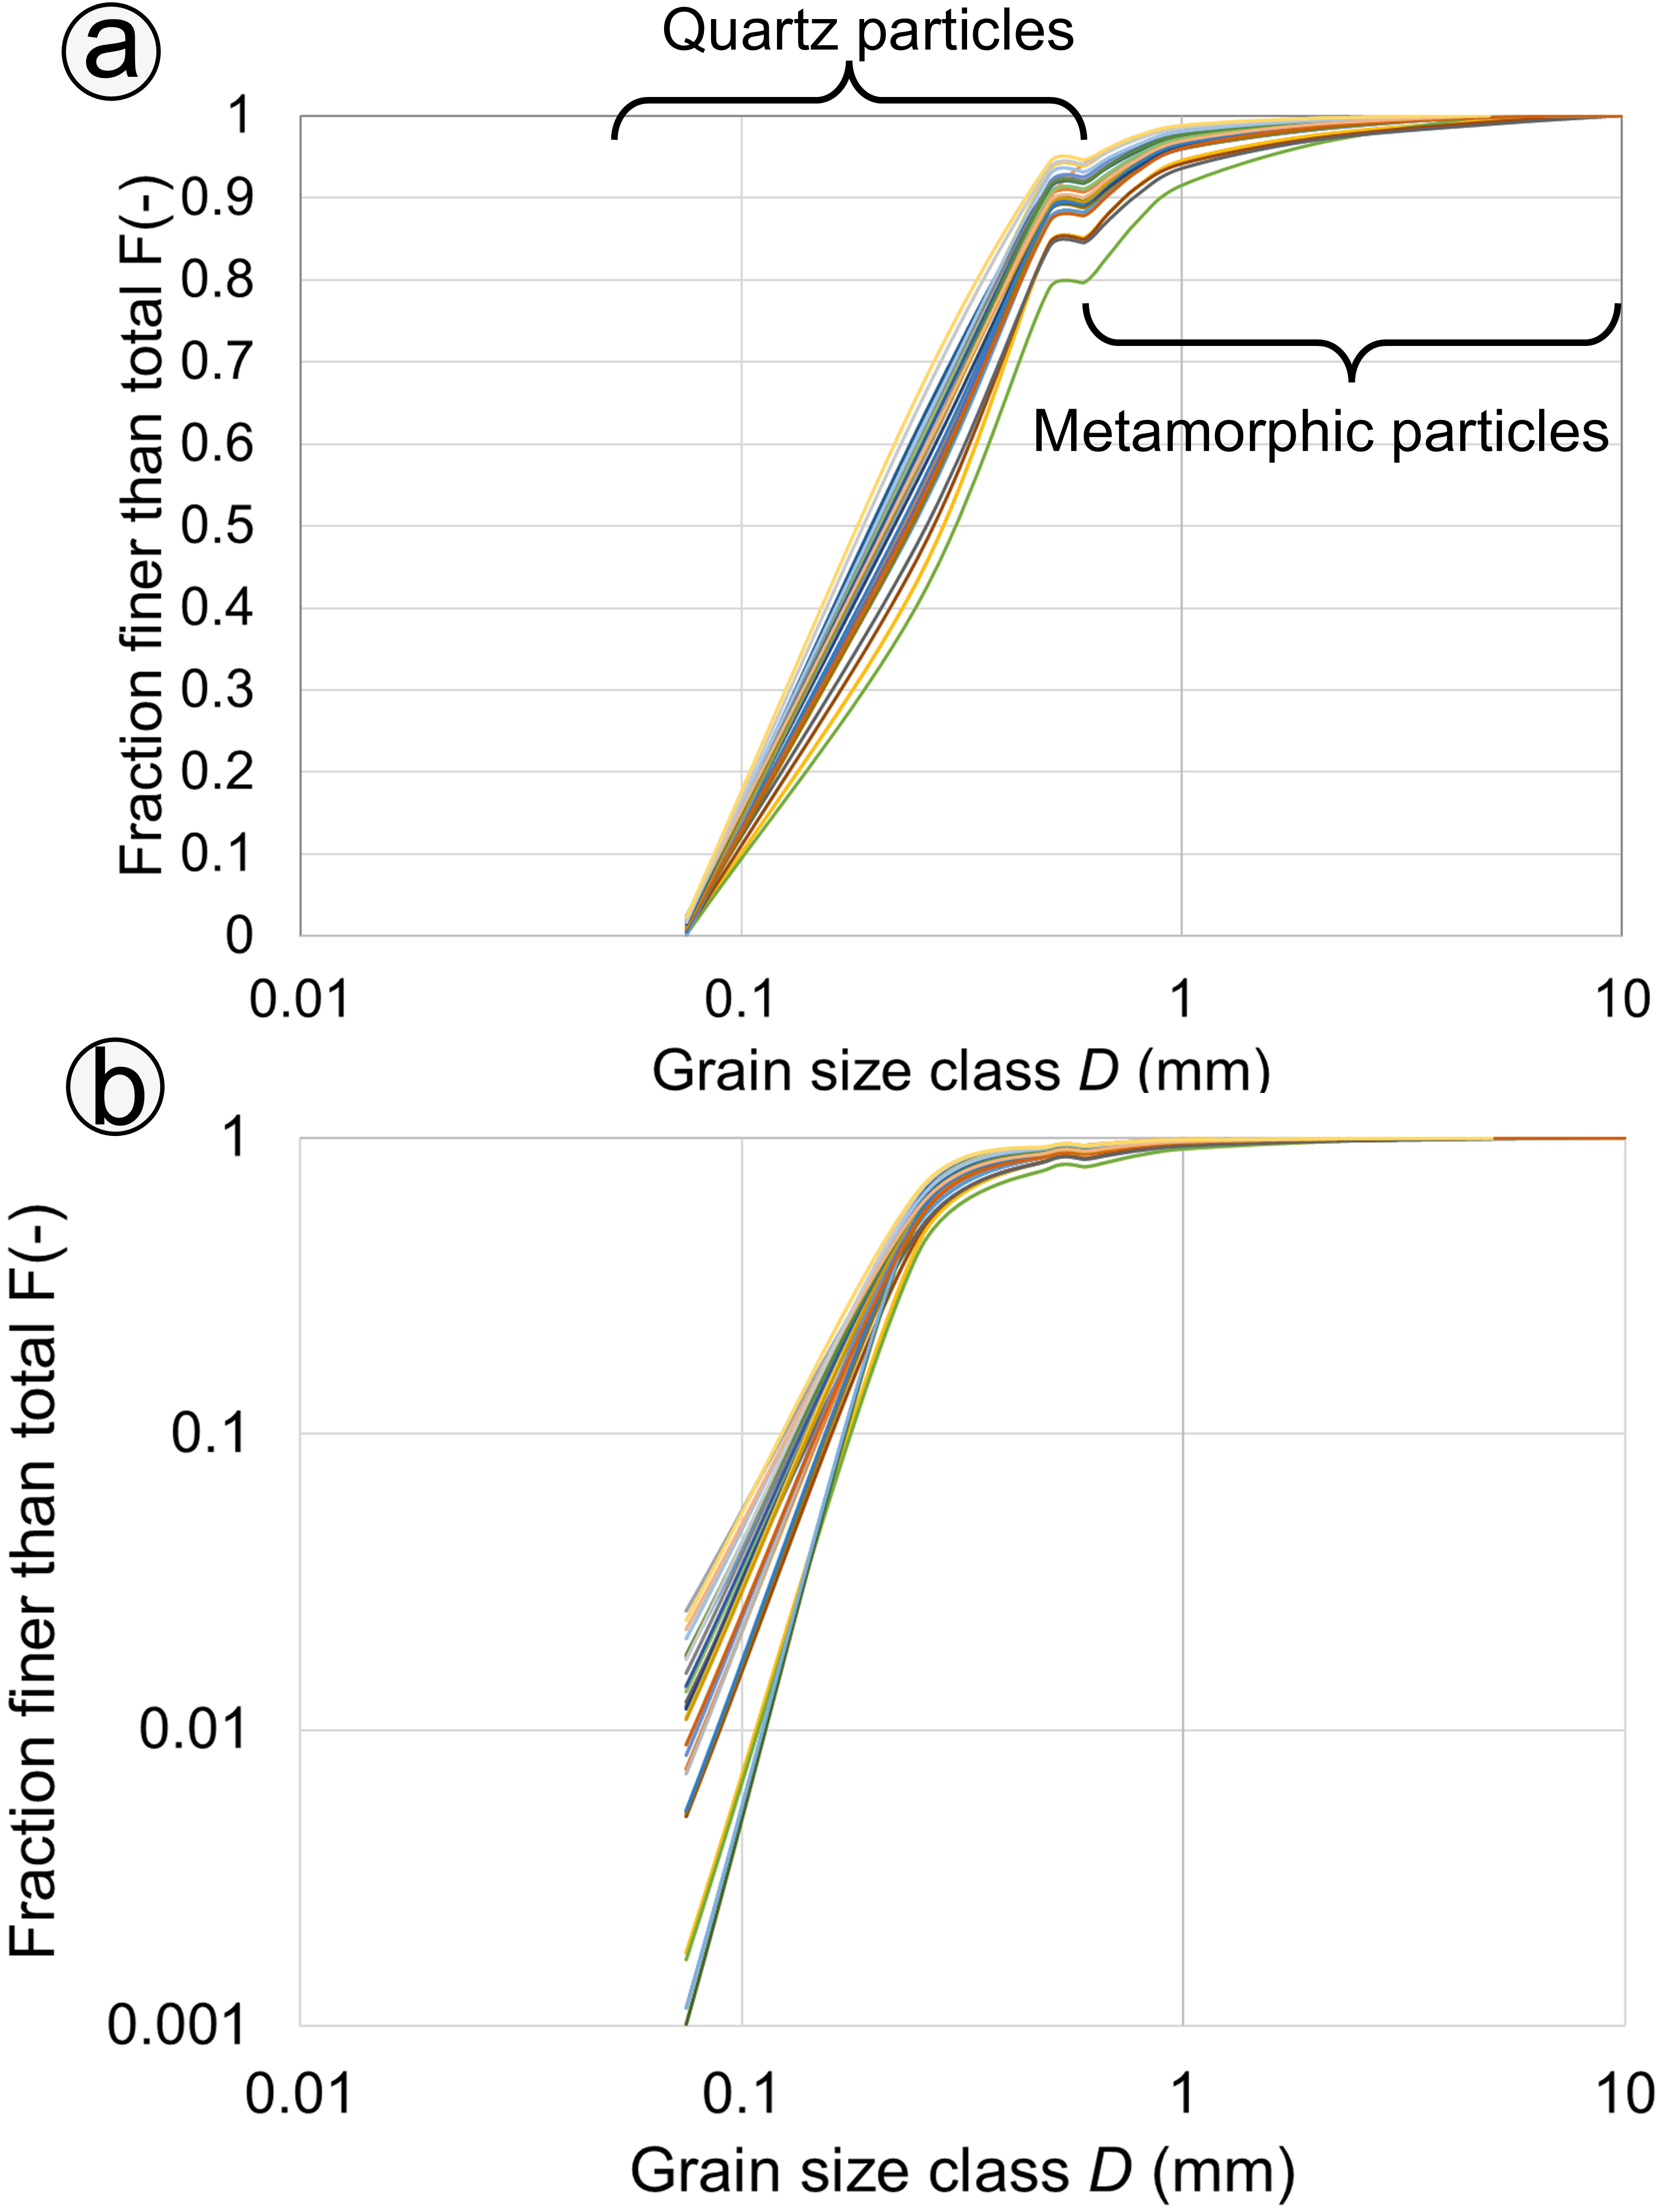 a
Quartz particles
Fraction finer than total F(-)
1
0.9
0.8
0.7
0.6
0.5
0.4
0.3
0.2
0.1
0
Metamorphic particles
0.01 0.1 1 10
Grain size class D (mm)
b
Fraction finer than total F(-)
1
0.1
0.01
0.001
0.01 0.1 1 10
Grain size class D (mm)